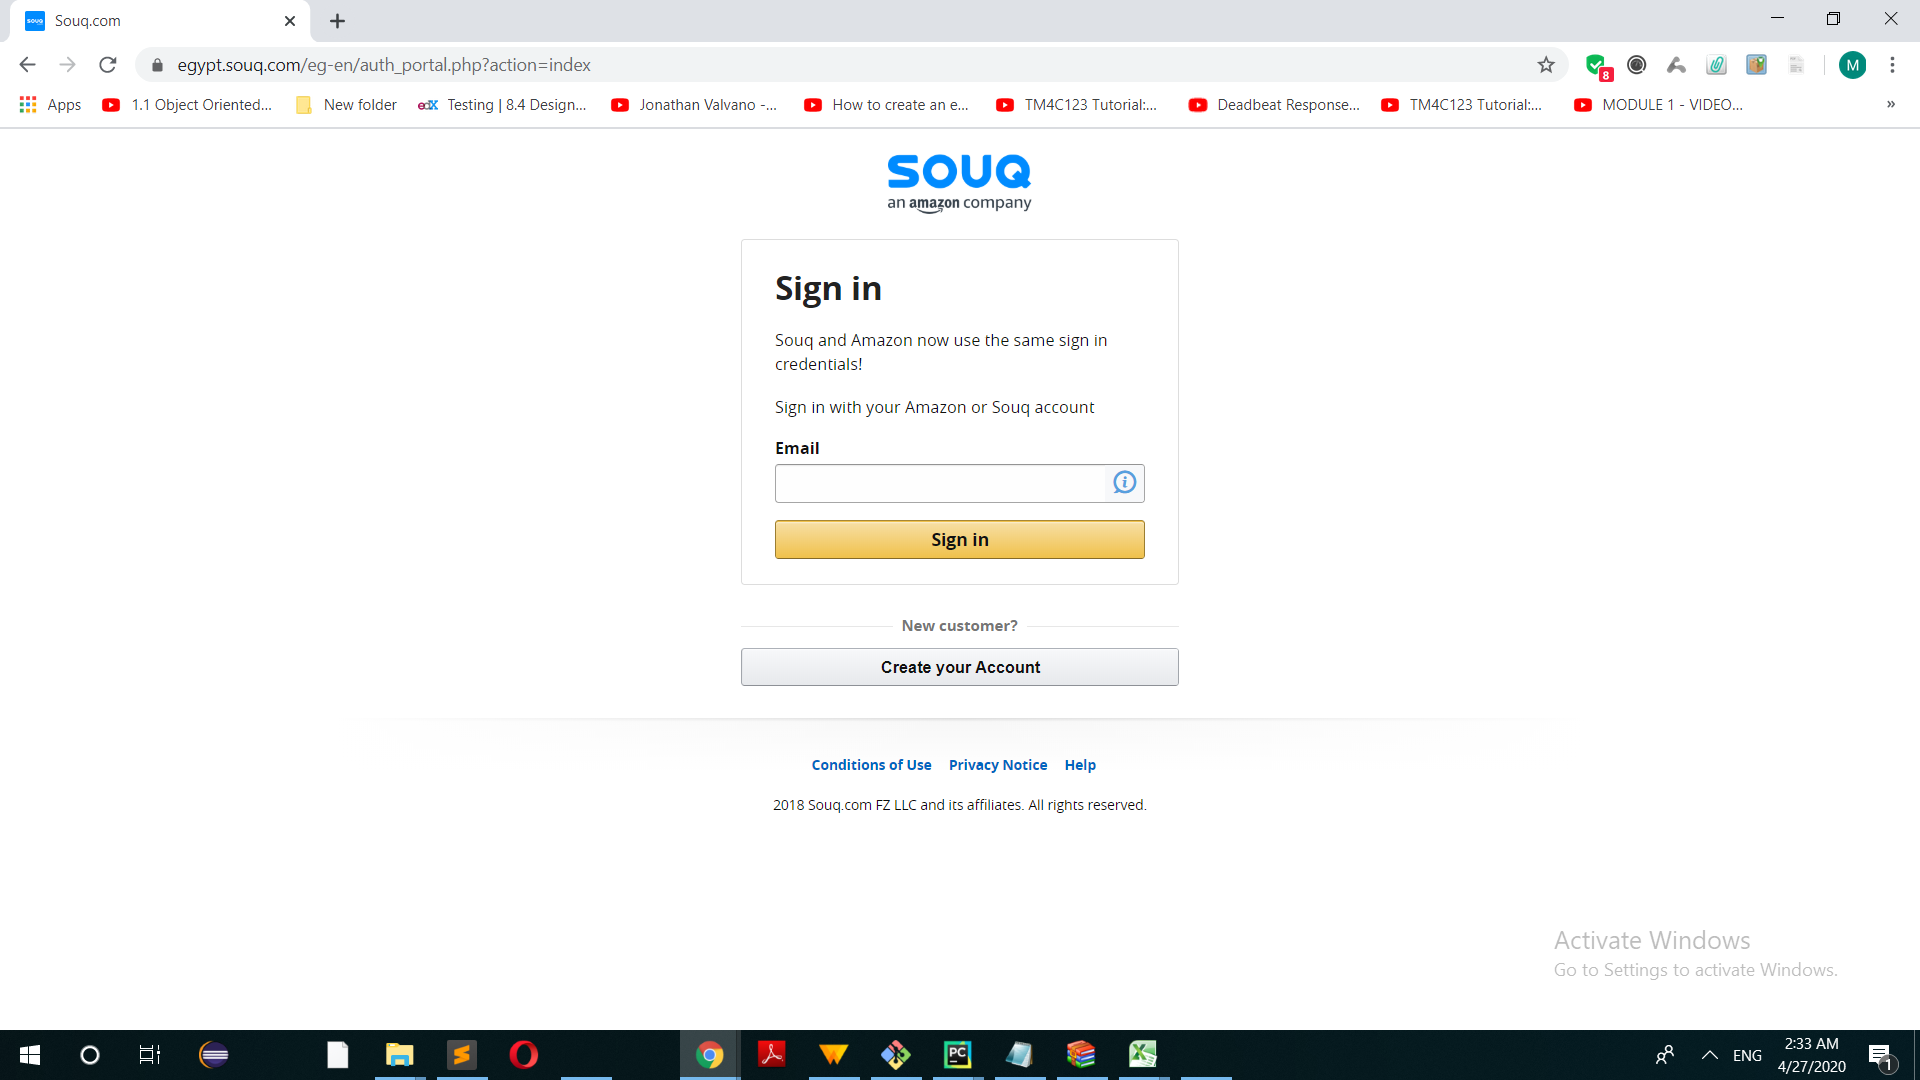 Souq.com
egypt.souq.com/eg-en/auth_portal.php?action=index
8
M
Apps
1.1 Object Oriented...
New folder
edX
Testing | 8.4 Design...
Jonathan Valvano -...
How to create an e...
TM4C123 Tutorial:...
Deadbeat Response...
TM4C123 Tutorial:...
MODULE 1 - VIDEO...
»
SOUQ
an amazon company
Sign in
Souq and Amazon now use the same sign in
credentials!
Sign in with your Amazon or Souq account
Email
Sign in
New customer?
Create your Account
Conditions of Use Privacy Notice Help
2018 Souq.com FZ LLC and its affiliates. All rights reserved.
Activate Windows
Go to Settings to activate Windows.
PC
ENG
2:33 AM
4/27/2020
1